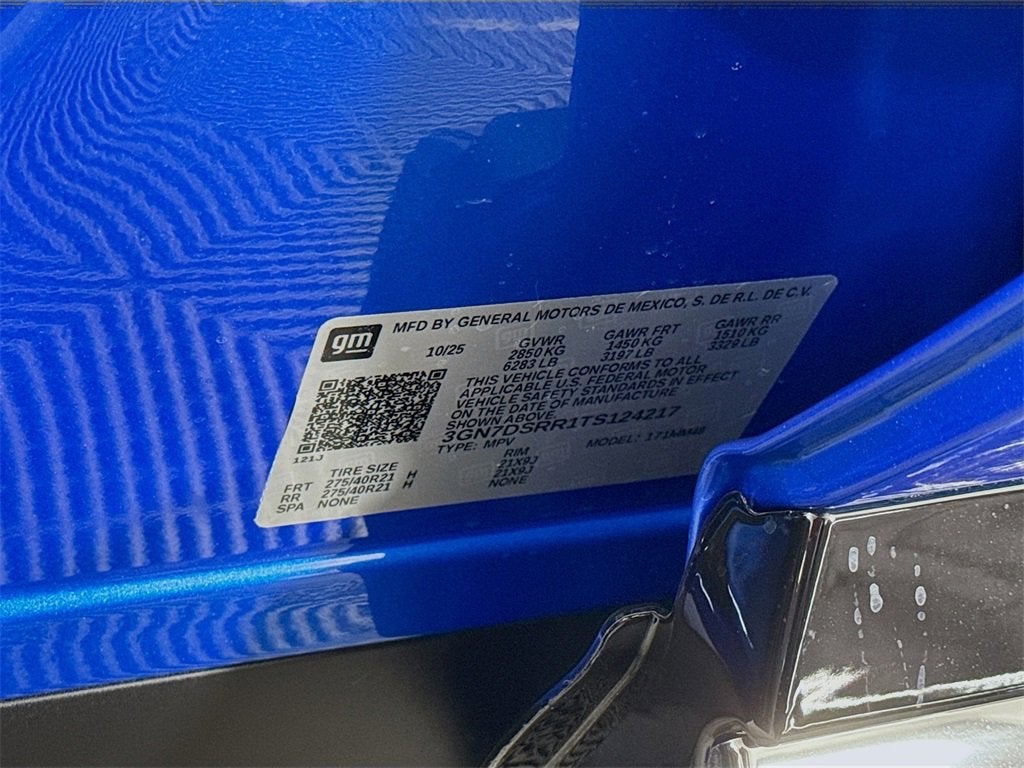 gm
MFD BY GENERAL MOTORS DE MEXICO, S. DE R.L. DE C.V.
10/25 GVWR GAWR FRT GAWR RR
2850 KG 1450 KG 1510 KG
6283 LB 3197 LB 3329 LB
THIS VEHICLE CONFORMS TO ALL
APPLICABLE U.S. FEDERAL MOTOR
VEHICLE SAFETY STANDARDS IN EFFECT
ON THE DATE OF MANUFACTURE
SHOWN ABOVE.
3GN7DSRR1TS124217
TYPE: MPV MODEL: 171MM48
121J
TIRE SIZE RIM
FRT 275/40R21 H 21X9J
RR 275/40R21 H 21X9J
SPA NONE NONE